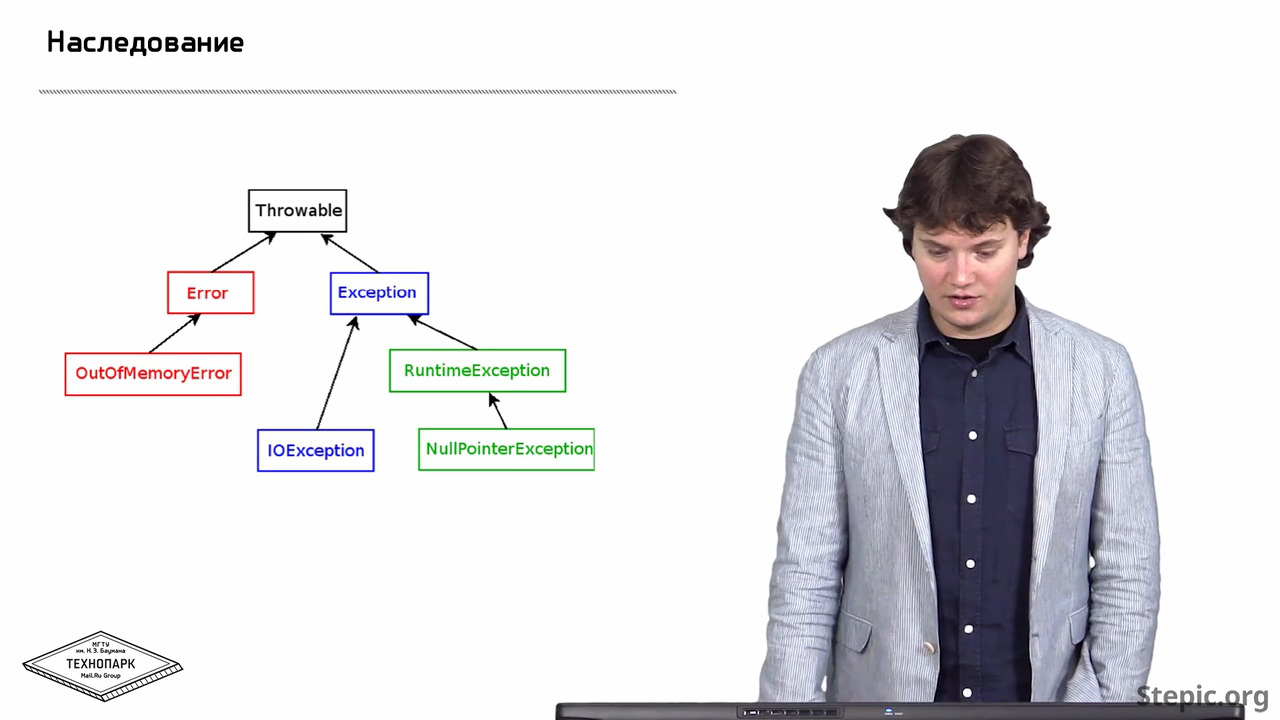 Наследование
Throwable
Error
Exception
OutOfMemoryError
RuntimeException
IOException
NullPointerException
МГТУ
им. Н.Э. Баумана
ТЕХНОПАРК
Mail.Ru Group
Stepic.org